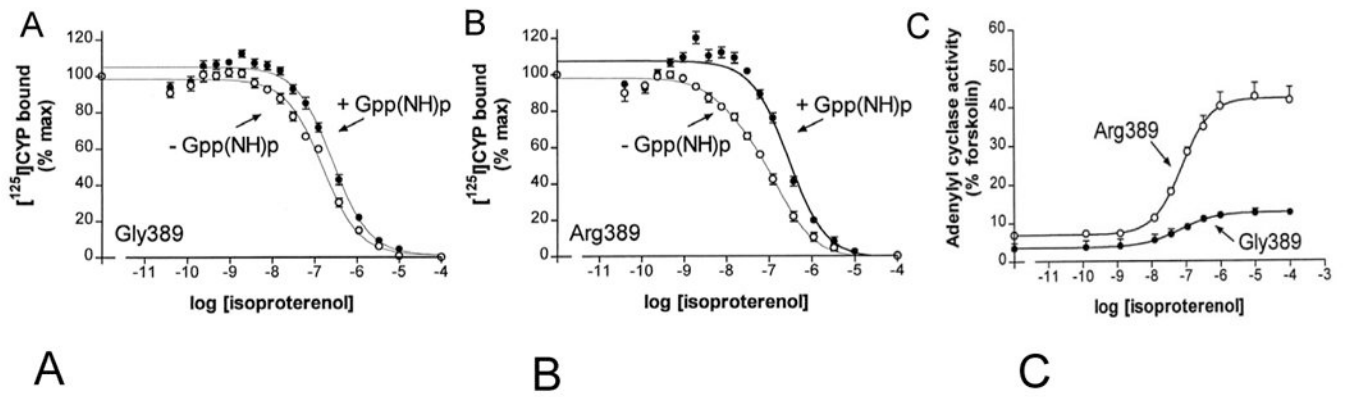 A
[125I]CYP bound
(% max)
120
100
80
60
40
20
0
+ Gpp(NH)p
- Gpp(NH)p
Gly389
-11 -10 -9 -8 -7 -6 -5 -4
log [isoproterenol]
B
[125I]CYP bound
(% max)
120
100
80
60
40
20
0
+ Gpp(NH)p
- Gpp(NH)p
Arg389
-11 -10 -9 -8 -7 -6 -5 -4
log [isoproterenol]
C
Adenylyl cyclase activity
(% forskolin)
60
50
40
30
20
10
0
Arg389
Gly389
-11 -10 -9 -8 -7 -6 -5 -4 -3
log [isoproterenol]
A B C